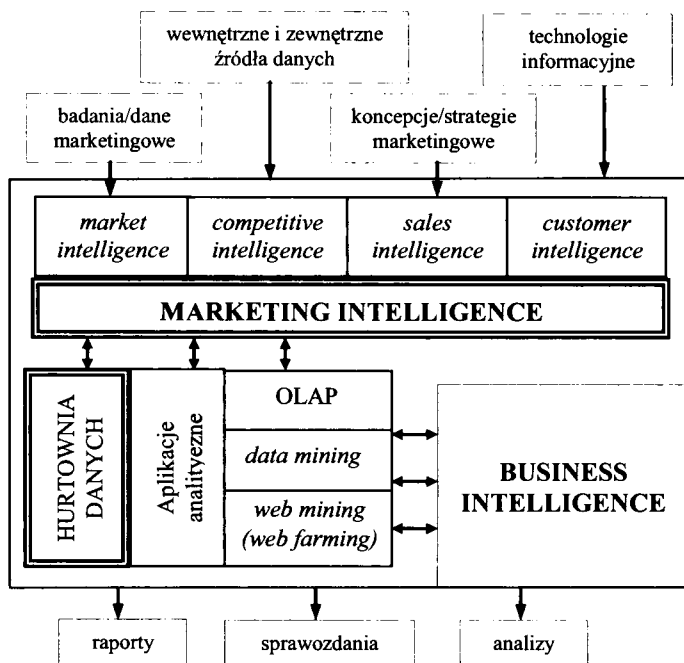 wewnętrzne i zewnętrzne
źródła danych
technologie
informacyjne
badania/dane
marketingowe
koncepcje/strategie
marketingowe
market
intelligence
competitive
intelligence
sales
intelligence
customer
intelligence
MARKETING INTELLIGENCE
HURTOWNIA
DANYCH
Aplikacje
analityezne
OLAP
data mining
web mining
(web farming)
BUSINESS
INTELLIGENCE
raporty
sprawozdania
analizy